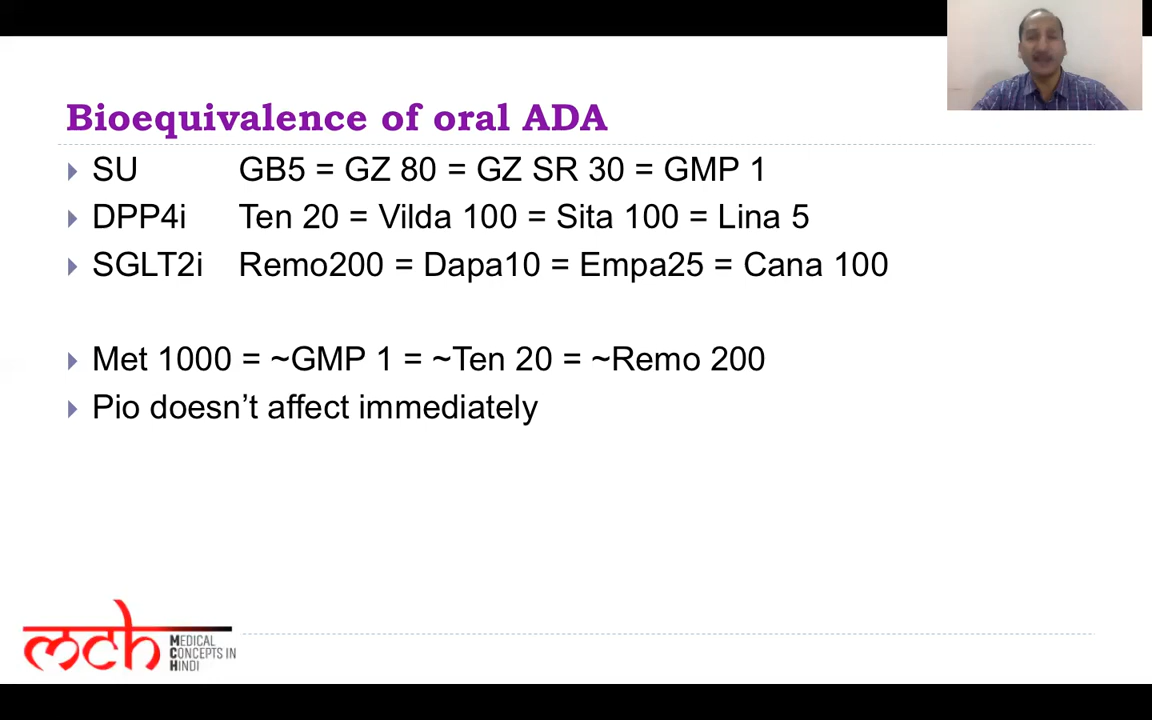 Bioequivalence of oral ADA
SU GB5 = GZ 80 = GZ SR 30 = GMP 1
DPP4i Ten 20 = Vilda 100 = Sita 100 = Lina 5
SGLT2i Remo200 = Dapa10 = Empa25 = Cana 100
Met 1000 = ~GMP 1 = ~Ten 20 = ~Remo 200
Pio doesn’t affect immediately
mch
MEDICAL
CONCEPTS IN
HINDI